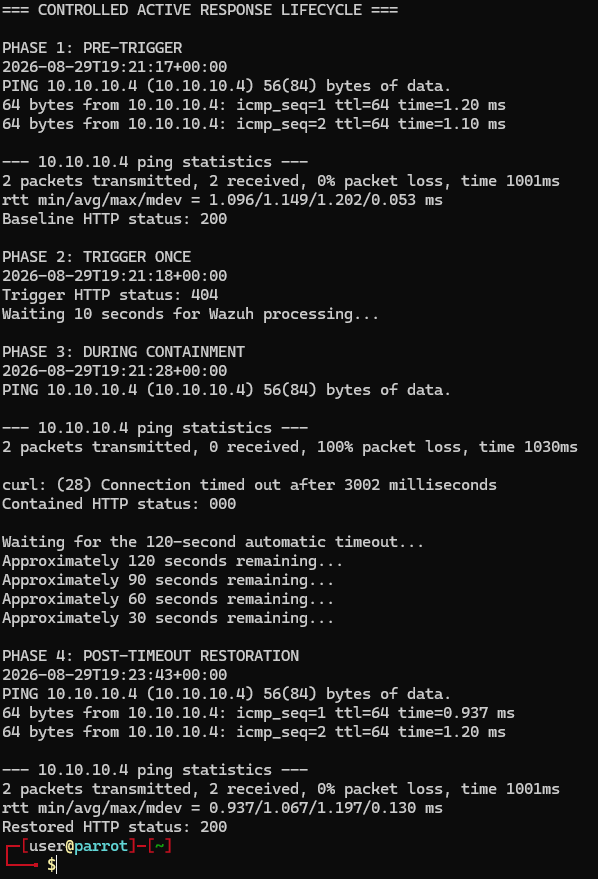 === CONTROLLED ACTIVE RESPONSE LIFECYCLE ===
PHASE 1: PRE-TRIGGER
2026-08-29T19:21:17+00:00
PING 10.10.10.4 (10.10.10.4) 56(84) bytes of data.
64 bytes from 10.10.10.4: icmp_seq=1 ttl=64 time=1.20 ms
64 bytes from 10.10.10.4: icmp_seq=2 ttl=64 time=1.10 ms
--- 10.10.10.4 ping statistics ---
2 packets transmitted, 2 received, 0% packet loss, time 1001ms
rtt min/avg/max/mdev = 1.096/1.149/1.202/0.053 ms
Baseline HTTP status: 200
PHASE 2: TRIGGER ONCE
2026-08-29T19:21:18+00:00
Trigger HTTP status: 404
Waiting 10 seconds for Wazuh processing...
PHASE 3: DURING CONTAINMENT
2026-08-29T19:21:28+00:00
PING 10.10.10.4 (10.10.10.4) 56(84) bytes of data.
--- 10.10.10.4 ping statistics ---
2 packets transmitted, 0 received, 100% packet loss, time 1030ms
curl: (28) Connection timed out after 3002 milliseconds
Contained HTTP status: 000
Waiting for the 120-second automatic timeout...
Approximately 120 seconds remaining...
Approximately 90 seconds remaining...
Approximately 60 seconds remaining...
Approximately 30 seconds remaining...
PHASE 4: POST-TIMEOUT RESTORATION
2026-08-29T19:23:43+00:00
PING 10.10.10.4 (10.10.10.4) 56(84) bytes of data.
64 bytes from 10.10.10.4: icmp_seq=1 ttl=64 time=0.937 ms
64 bytes from 10.10.10.4: icmp_seq=2 ttl=64 time=1.20 ms
--- 10.10.10.4 ping statistics ---
2 packets transmitted, 2 received, 0% packet loss, time 1001ms
rtt min/avg/max/mdev = 0.937/1.067/1.197/0.130 ms
Restored HTTP status: 200
┌─[user@parrot]─[~]
└──╼ $